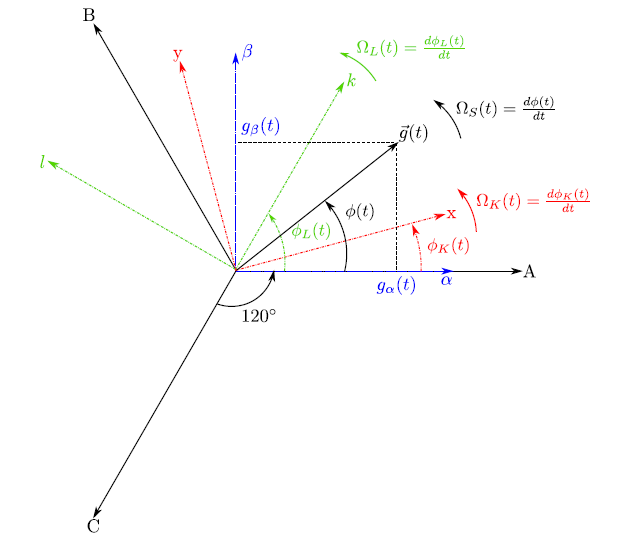 B
y
β
Ω_L(t) = dφ_L(t)/dt
k
g_β(t)
g⃗(t)
Ω_S(t) = dφ(t)/dt
l
φ_L(t)
φ(t)
x
Ω_K(t) = dφ_K(t)/dt
φ_K(t)
g_α(t)
α
A
120°
C